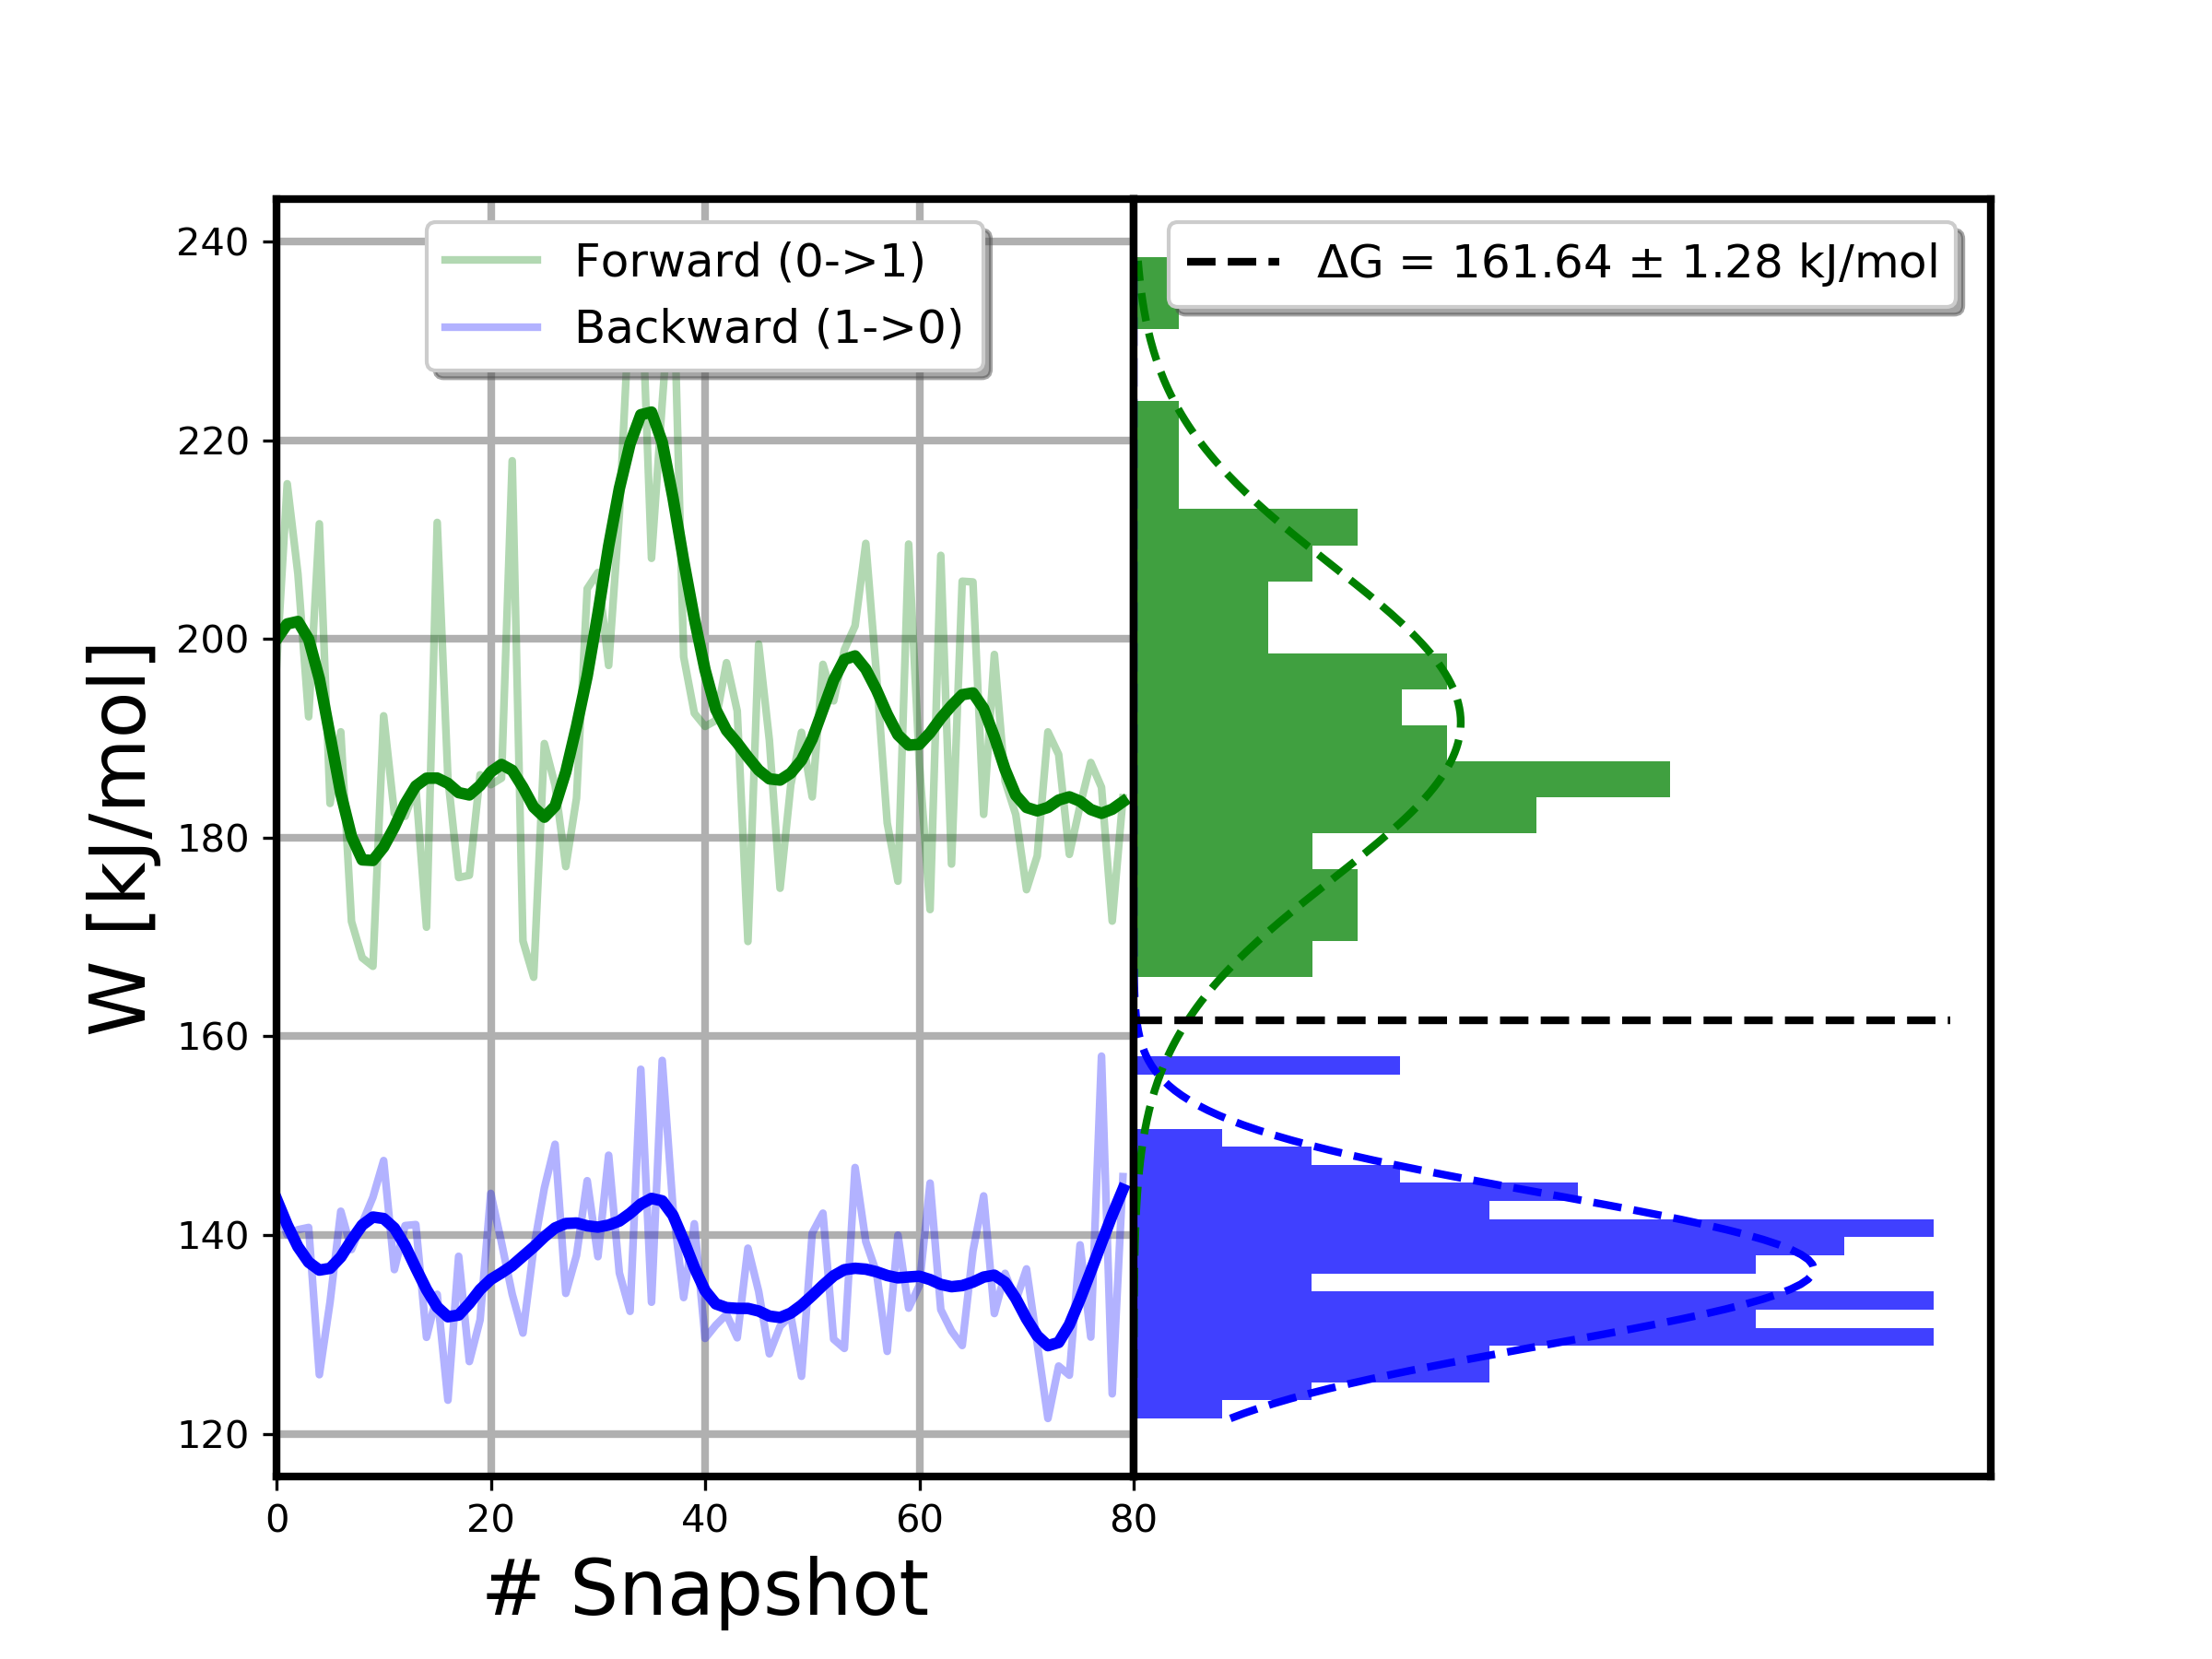 Forward (0->1)
Backward (1->0)
ΔG = 161.64 ± 1.28 kJ/mol
W [kJ/mol]
240
220
200
180
160
140
120
0
20
40
60
80
# Snapshot